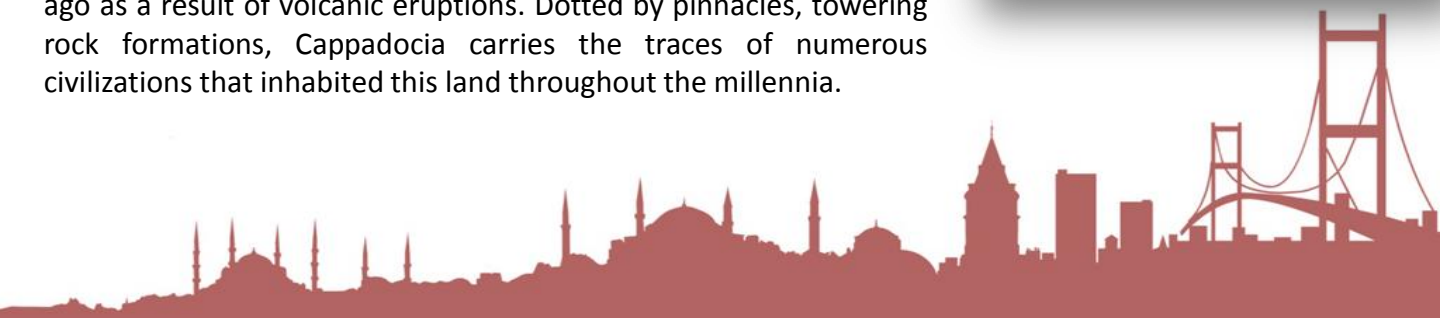 ago as a result of volcanic eruptions. Dotted by pinnacles, towering
rock formations, Cappadocia carries the traces of numerous
civilizations that inhabited this land throughout the millennia.